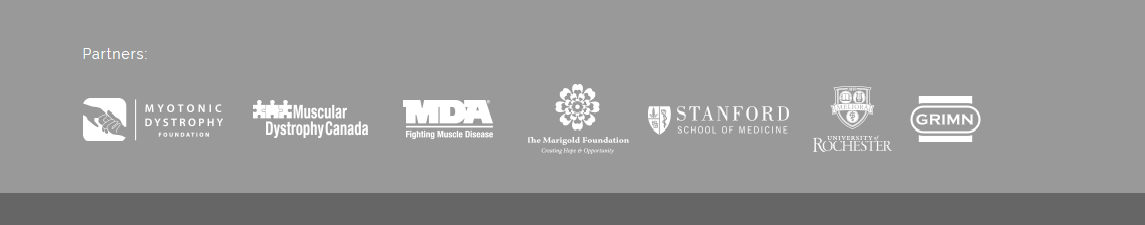 Partners:
MYOTONIC
DYSTROPHY
FOUNDATION
Muscular
Dystrophy Canada
MDA
Fighting Muscle Disease
The Marigold Foundation
Creating Hope & Opportunity
STANFORD
SCHOOL OF MEDICINE
MELIORA
UNIVERSITY of
ROCHESTER
GRIMN